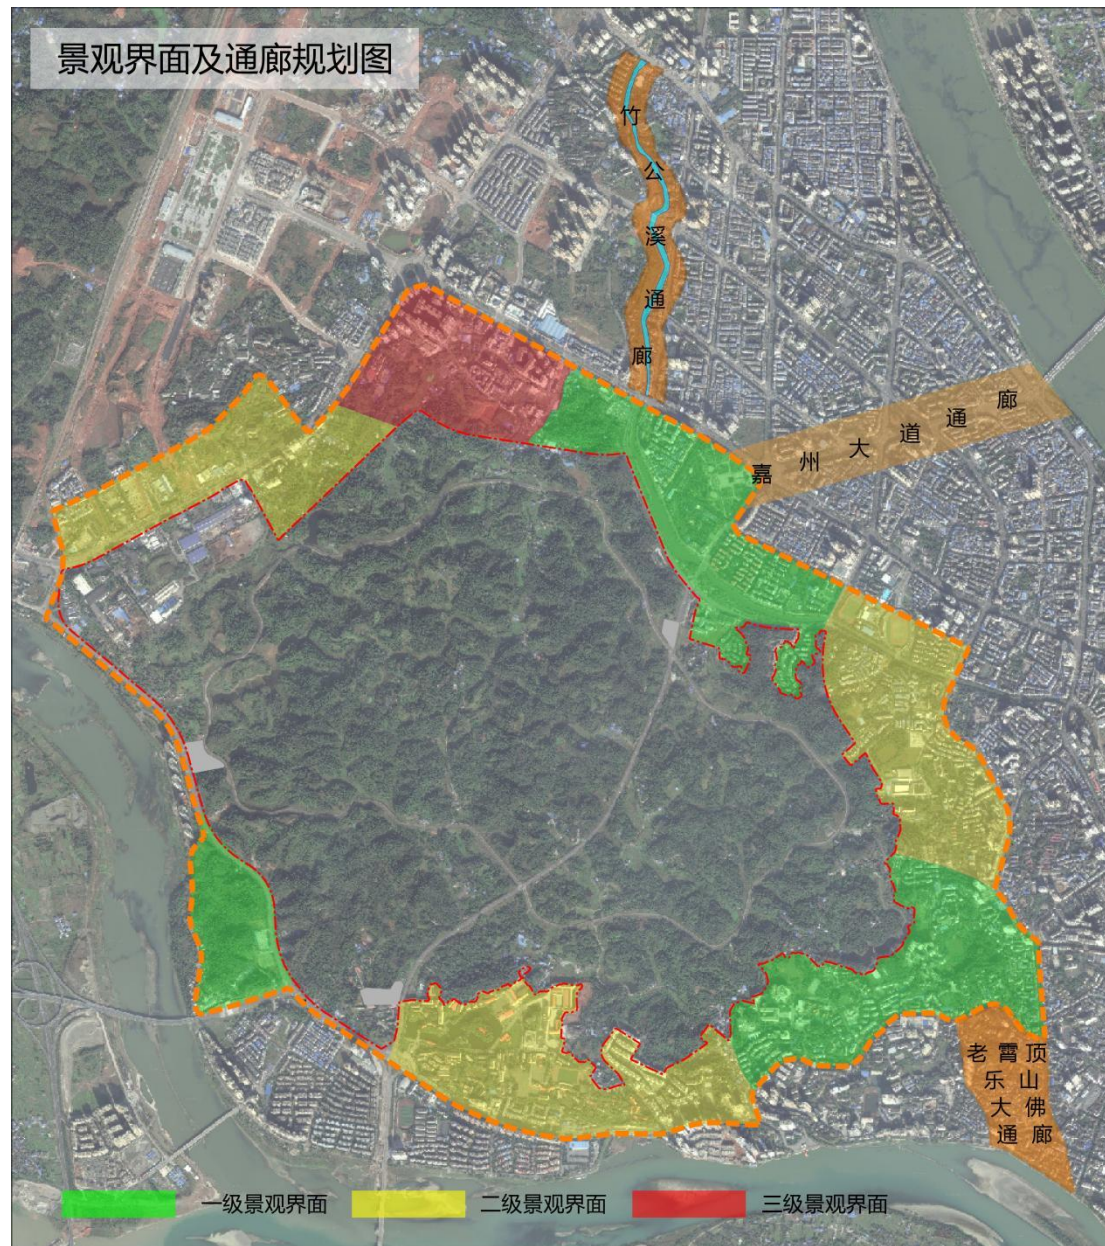 景观界面及通廊规划图
竹公溪通廊
嘉州大道通廊
老霄顶
乐山
大佛
通廊
一级景观界面
二级景观界面
三级景观界面